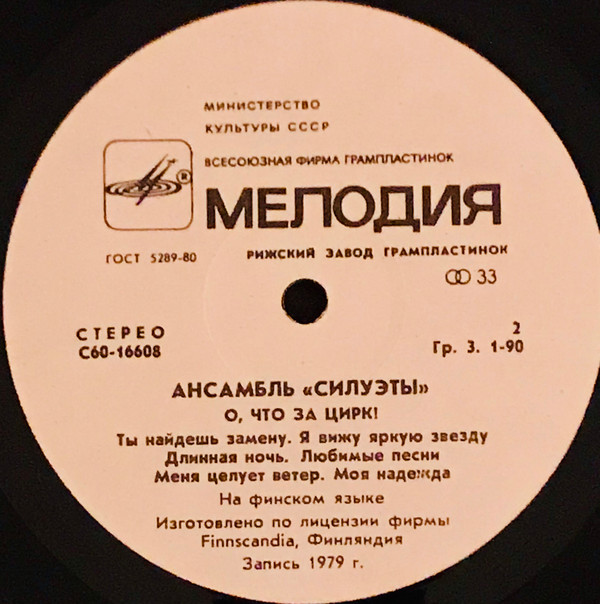 МИНИСТЕРСТВО
КУЛЬТУРЫ СССР
ВСЕСОЮЗНАЯ ФИРМА ГРАМПЛАСТИНОК
®
МЕЛОДИЯ
ГОСТ 5289-80
РИЖСКИЙ ЗАВОД ГРАМПЛАСТИНОК
33
СТЕРЕО
2
С60-16608
Гр. 3. 1-90
АНСАМБЛЬ «СИЛУЭТЫ»
О, ЧТО ЗА ЦИРК!
Ты найдешь замену. Я вижу яркую звезду
Длинная ночь. Любимые песни
Меня целует ветер. Моя надежда
На финском языке
Изготовлено по лицензии фирмы
Finnscandia, Финляндия
Запись 1979 г.